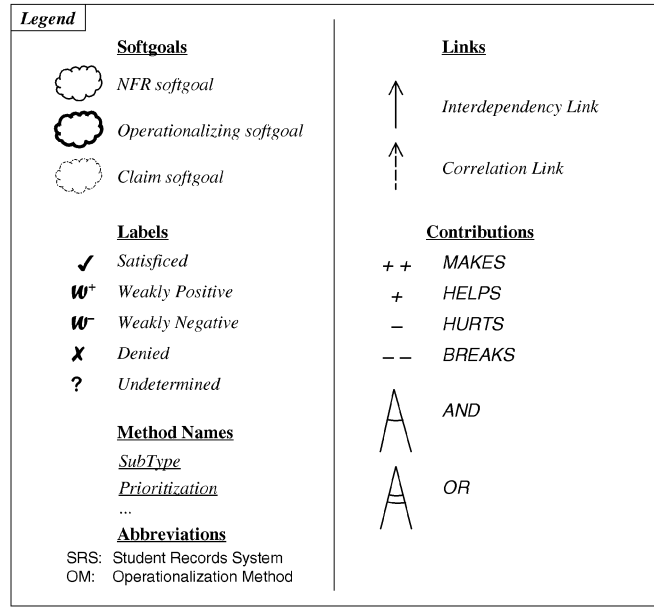 Legend
Softgoals
NFR softgoal
Operationalizing softgoal
Claim softgoal
Labels
✓ Satisficed
W+ Weakly Positive
W− Weakly Negative
✗ Denied
? Undetermined
Method Names
SubType
Prioritization
...
Abbreviations
SRS: Student Records System
OM: Operationalization Method
Links
Interdependency Link
Correlation Link
Contributions
+ + MAKES
+ HELPS
− HURTS
− − BREAKS
AND
OR